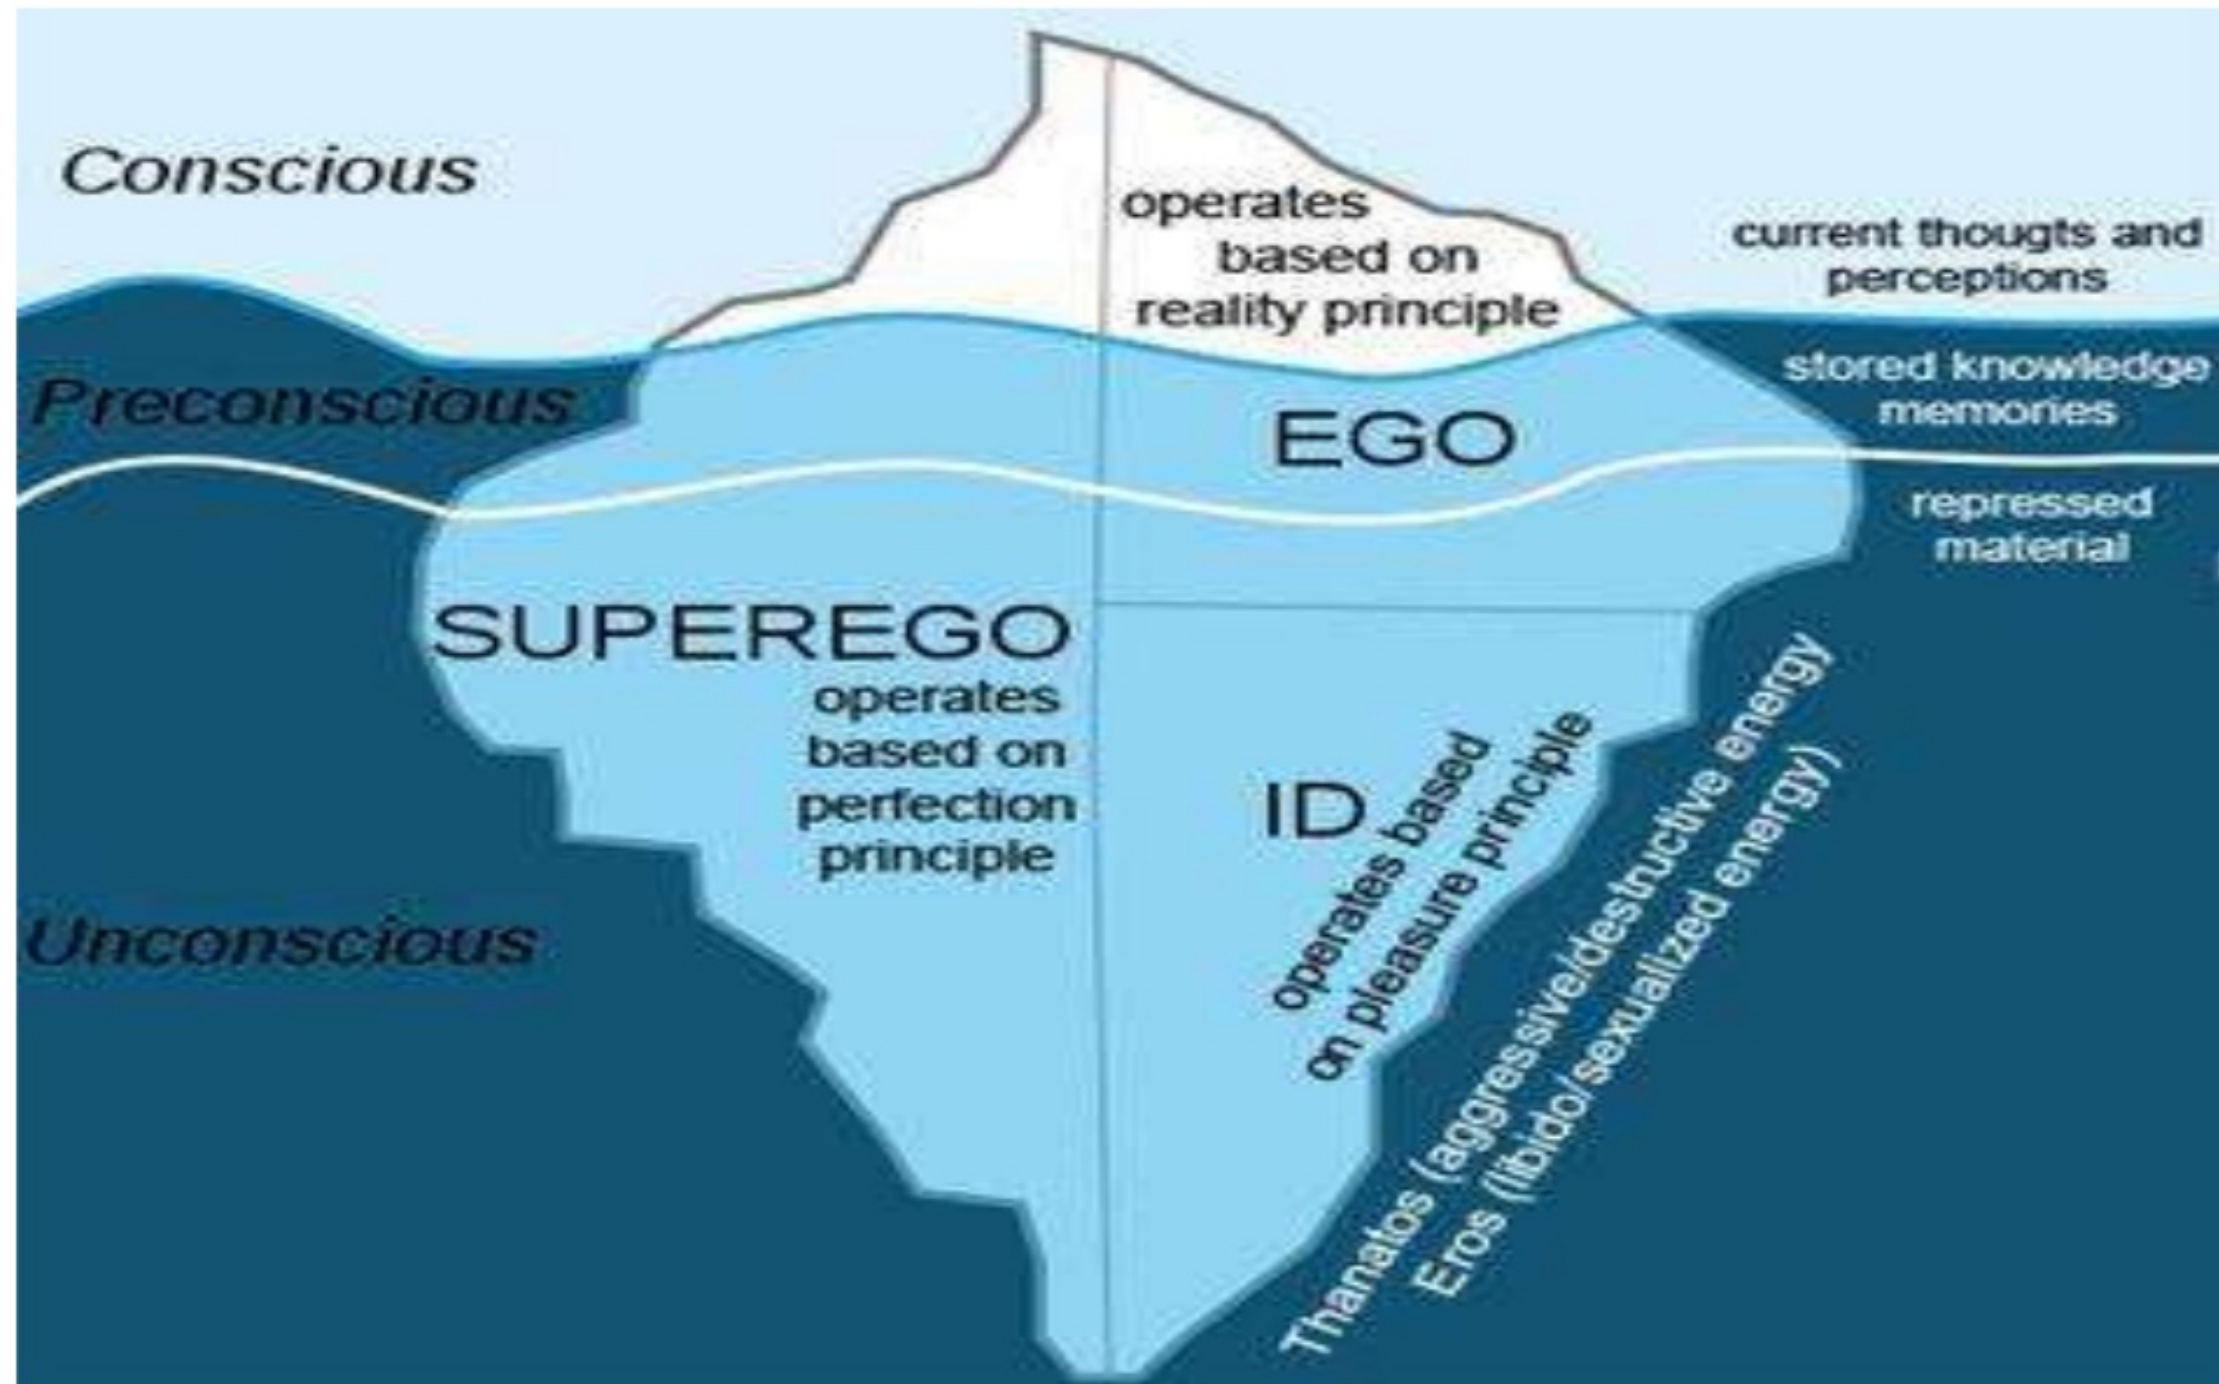 Conscious
operates
based on
reality principle
current thougts and
perceptions
Preconscious
stored knowledge
memories
EGO
repressed
material
SUPEREGO
operates
based on
perfection
principle
ID
operates based
on pleasure principle
Thanatos (aggressive/destructive energy
Eros (libido/sexualized energy)
Unconscious